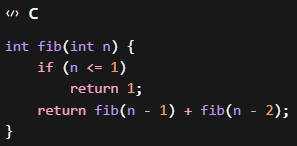 </> C
int fib(int n) {
    if (n <= 1)
        return 1;
    return fib(n - 1) + fib(n - 2);
}